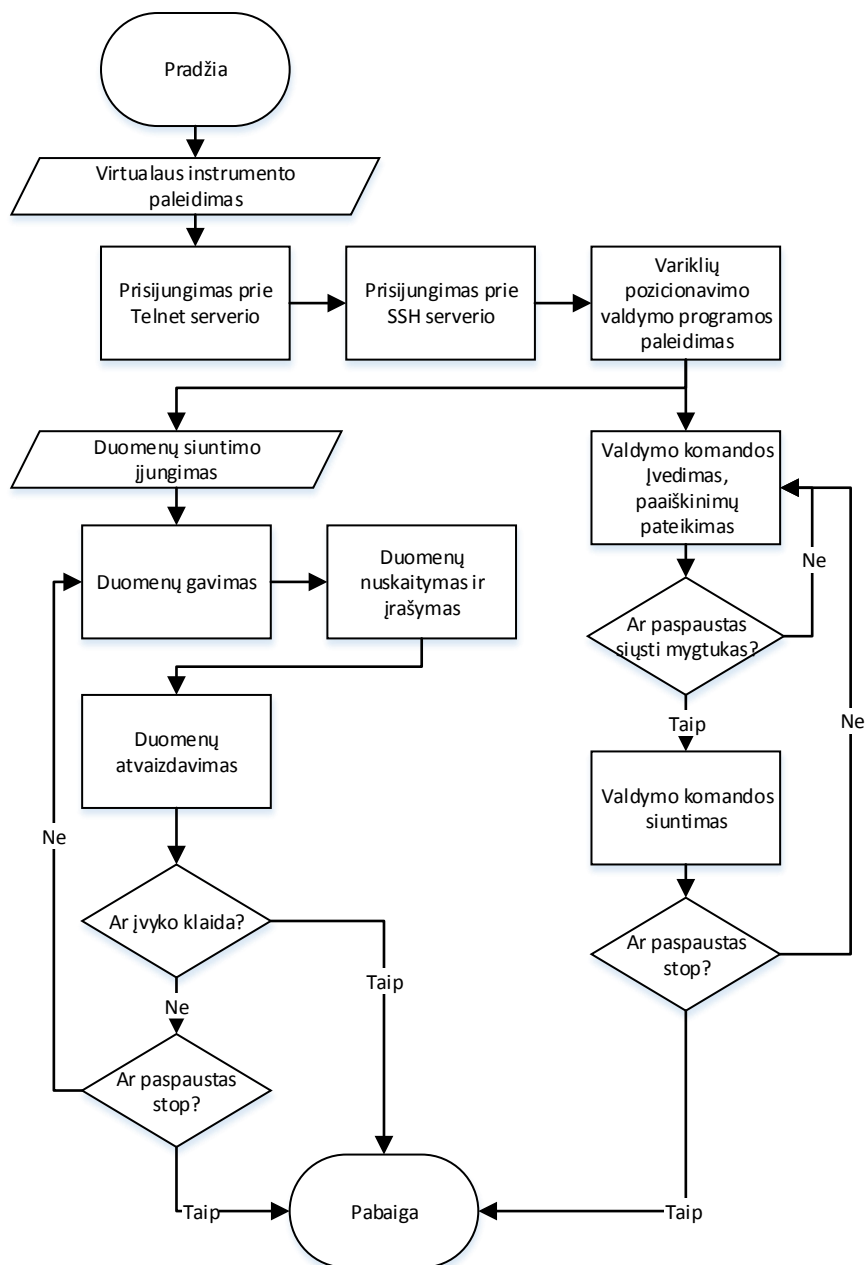 Pradžia
Virtualaus instrumento
paleidimas
Prisijungimas prie
Telnet serverio
Prisijungimas prie
SSH serverio
Variklių
pozicionavimo
valdymo programos
paleidimas
Duomenų siuntimo
įjungimas
Duomenų gavimas
Duomenų
nuskaitymas ir
įrašymas
Duomenų
atvaizdavimas
Ar įvyko klaida?
Taip
Ne
Ar paspaustas
stop?
Ne
Taip
Valdymo komandos
Įvedimas,
paaiškinimų
pateikimas
Ar paspaustas
siųsti mygtukas?
Ne
Taip
Valdymo komandos
siuntimas
Ar paspaustas
stop?
Ne
Taip
Pabaiga